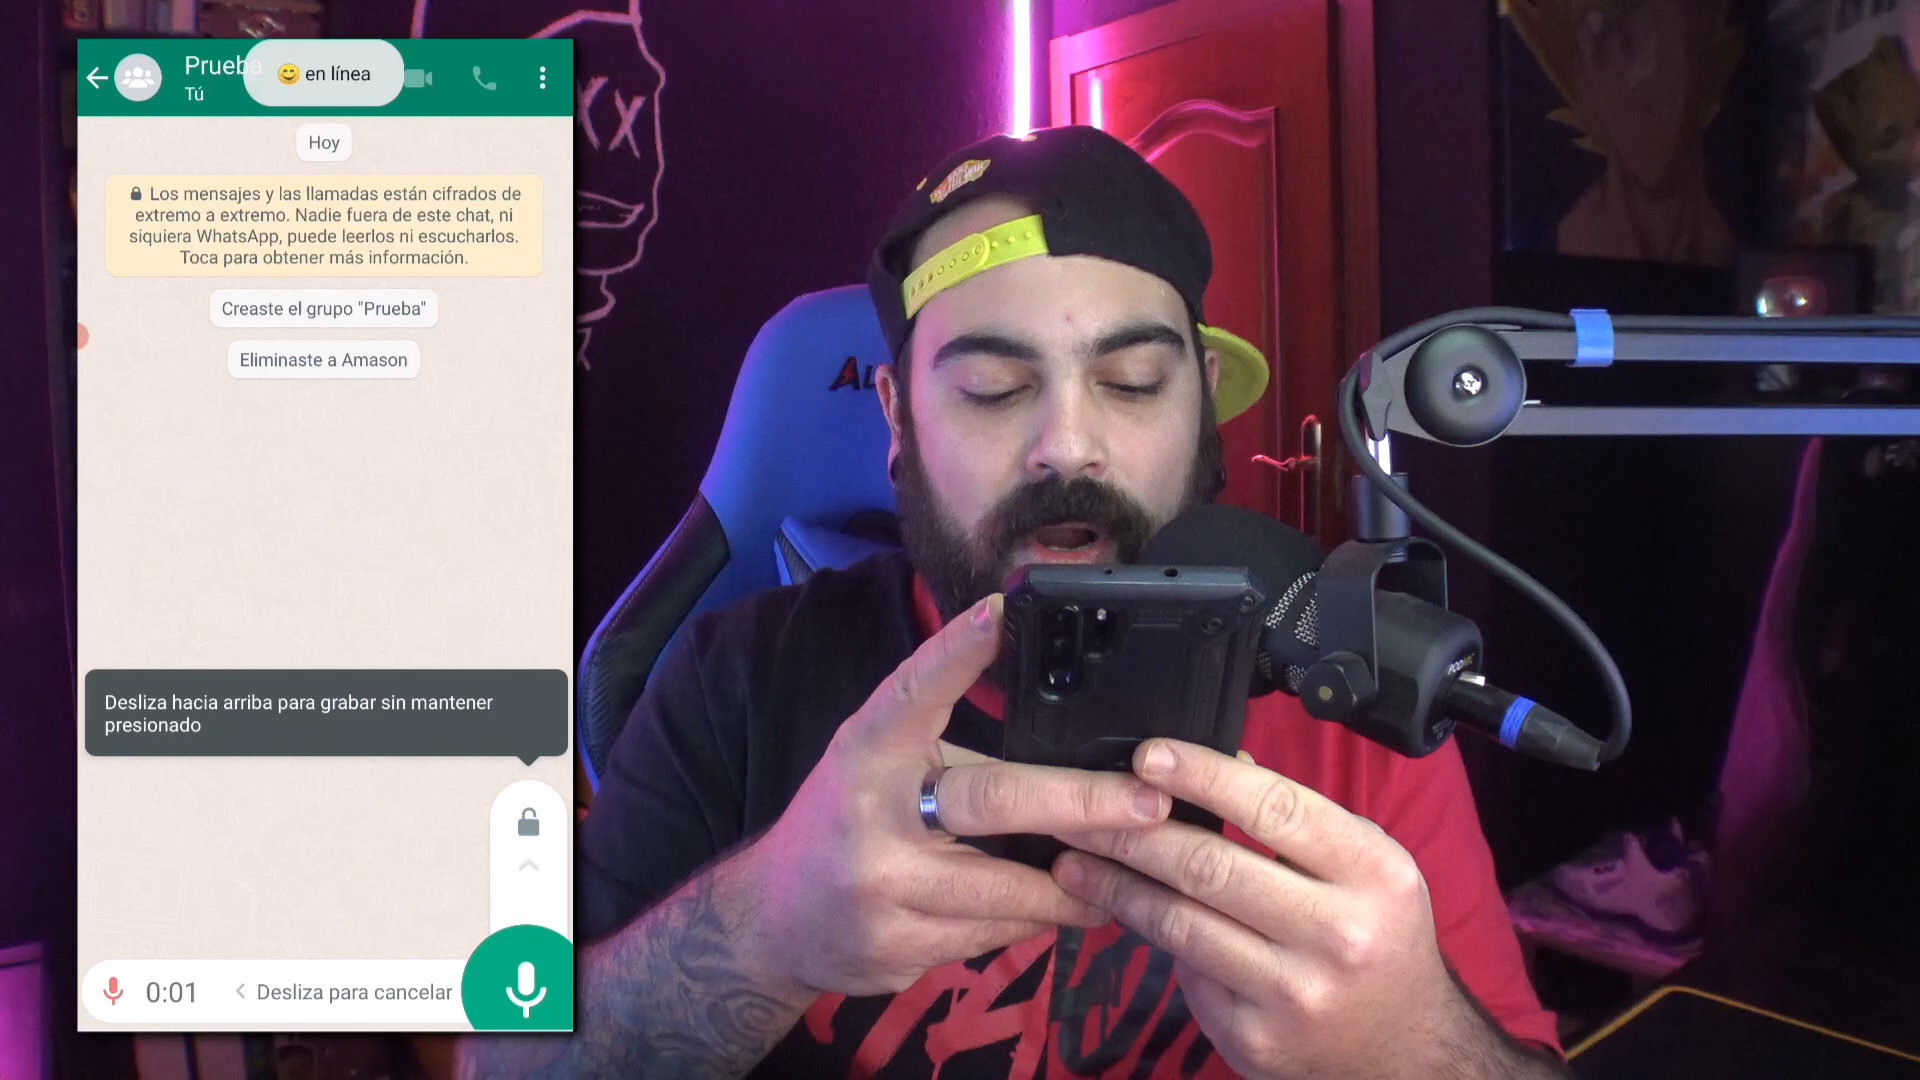 Prueba
😊 en línea
Tú
Hoy
Los mensajes y las llamadas están cifrados de
extremo a extremo. Nadie fuera de este chat, ni
siquiera WhatsApp, puede leerlos ni escucharlos.
Toca para obtener más información.
Creaste el grupo "Prueba"
Eliminaste a Amason
Desliza hacia arriba para grabar sin mantener
presionado
0:01
< Desliza para cancelar